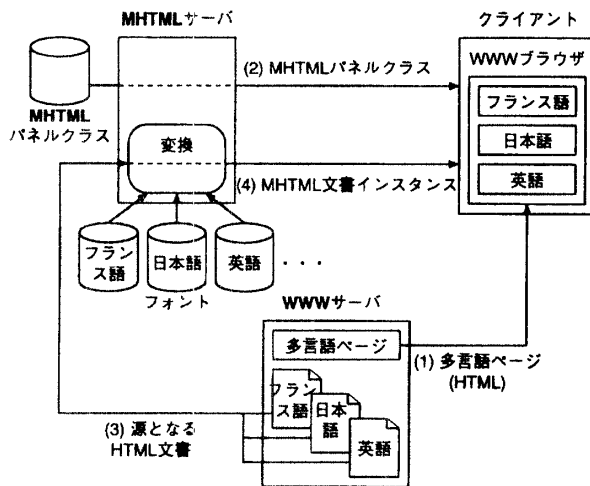 MHTMLサーバ
クライアント
WWWブラウザ
(2) MHTMLパネルクラス
フランス語
日本語
英語
MHTML
パネルクラス
変換
(4) MHTML文書インスタンス
フラン
ス語
日本語
英語
・・・
フォント
WWWサーバ
多言語ページ
(1) 多言語ページ
(HTML)
フラン
ス語
日本
語
英語
(3) 源となる
HTML文書